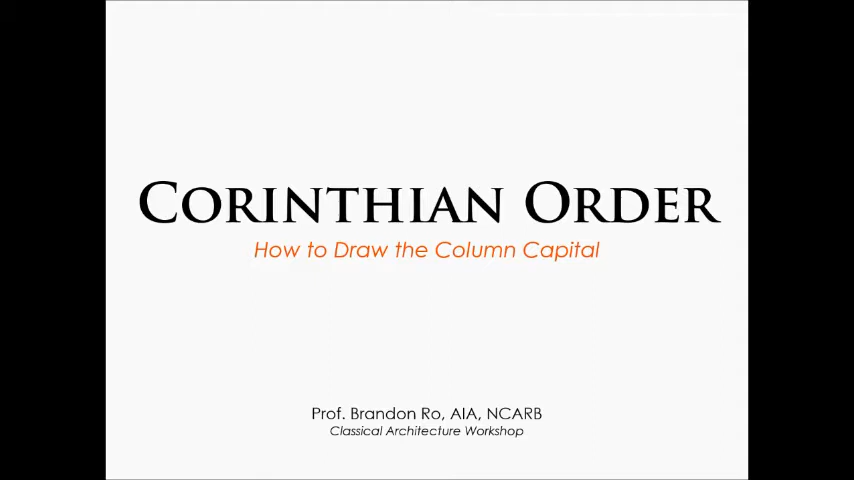 CORINTHIAN ORDER
How to Draw the Column Capital
Prof. Brandon Ro, AIA, NCARB
Classical Architecture Workshop